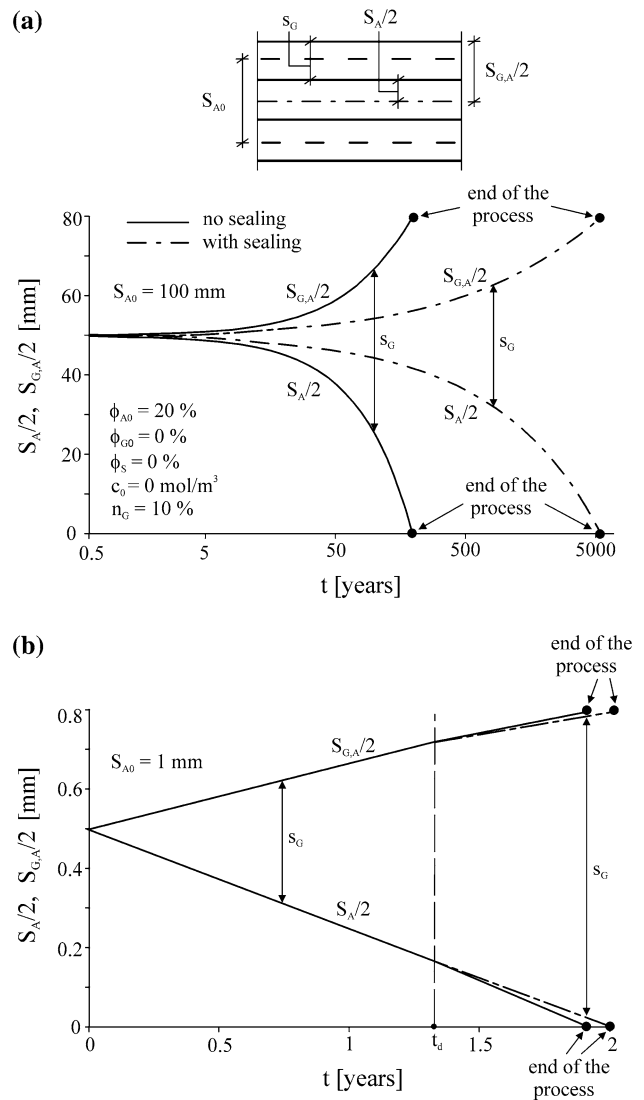 (a)
s_G
S_A/2
S_G,A/2
S_A0
end of the
process
80
60
40
20
0
no sealing
with sealing
S_A0 = 100 mm
S_G,A/2
S_G,A/2
s_G
s_G
S_A/2
S_A/2
S_A/2, S_G,A/2 [mm]
ϕ_A0 = 20 %
ϕ_G0 = 0 %
ϕ_S = 0 %
c_0 = 0 mol/m³
n_G = 10 %
end of the
process
0.5
5
50
500
5000
t [years]
(b)
end of the
process
0.8
0.6
0.4
0.2
0
S_A0 = 1 mm
S_G,A/2
s_G
s_G
S_A/2
S_A/2, S_G,A/2 [mm]
0
0.5
1
t_d
1.5
2
end of the
process
t [years]